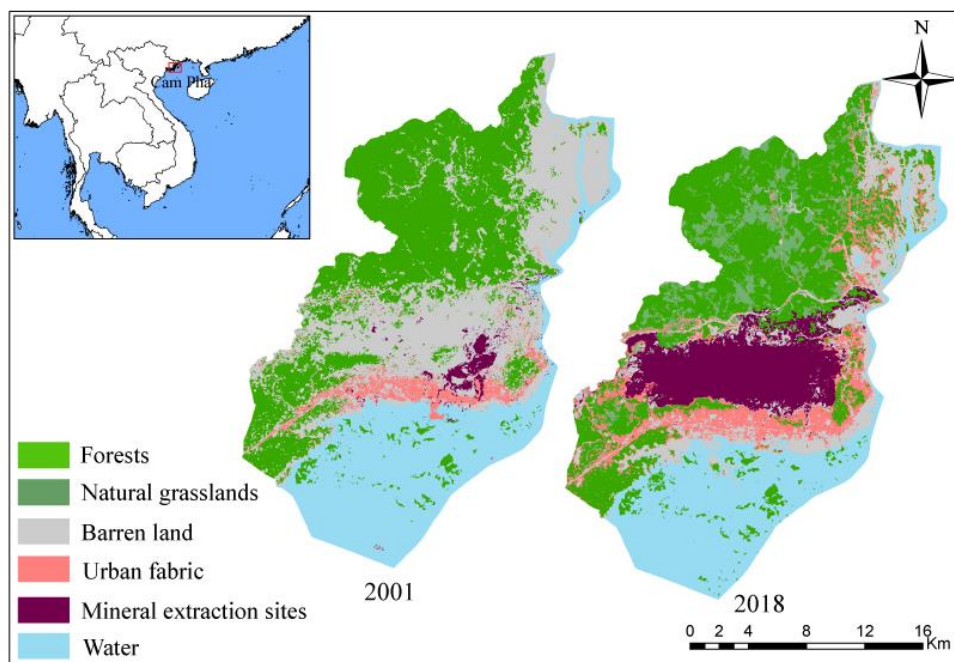 Cam Pha
N
Forests
Natural grasslands
Barren land
Urban fabric
Mineral extraction sites
Water
2001
2018
0 2 4 8 12 16
Km